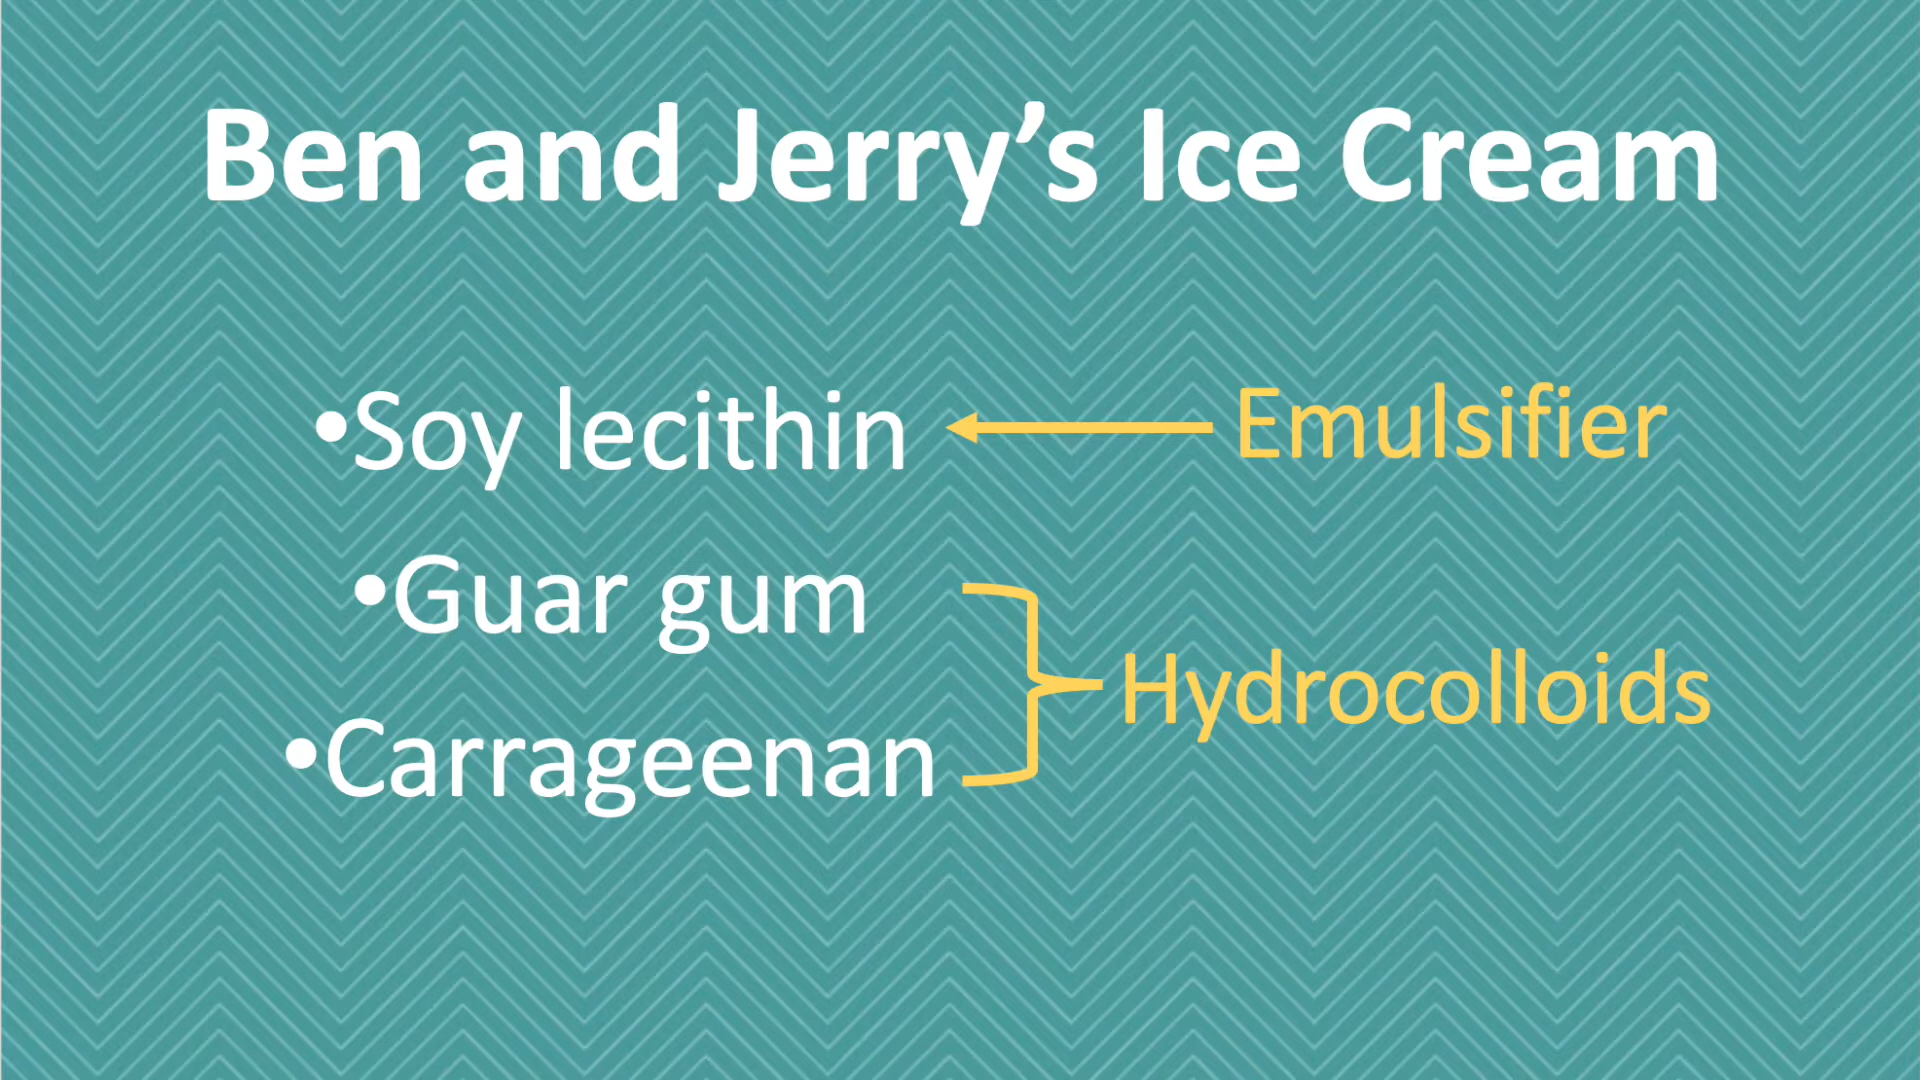 Ben and Jerry’s Ice Cream
•Soy lecithin
Emulsifier
•Guar gum
•Carrageenan
Hydrocolloids